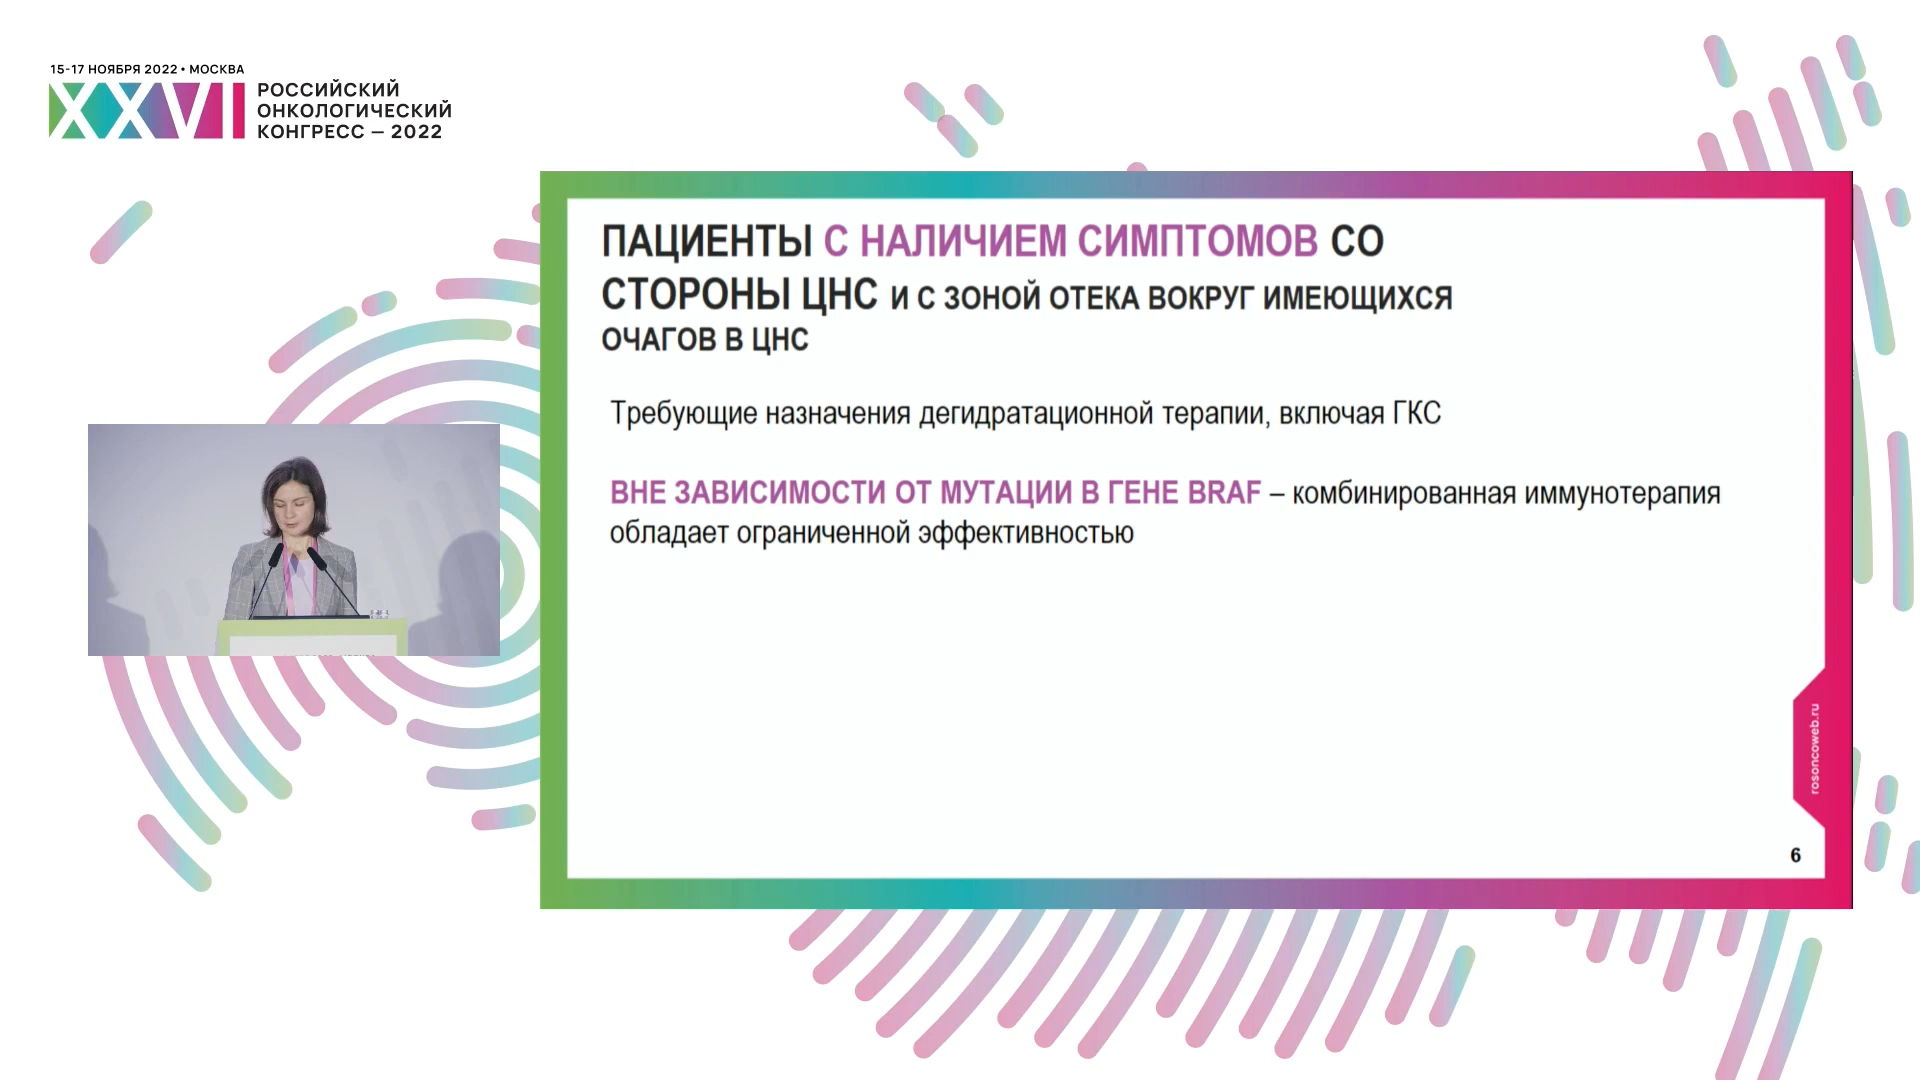 15-17 НОЯБРЯ 2022 • МОСКВА
XXVI
РОССИЙСКИЙ
ОНКОЛОГИЧЕСКИЙ
КОНГРЕСС — 2022
ПАЦИЕНТЫ С НАЛИЧИЕМ СИМПТОМОВ СО
СТОРОНЫ ЦНС И С ЗОНОЙ ОТЕКА ВОКРУГ ИМЕЮЩИХСЯ
ОЧАГОВ В ЦНС
Требующие назначения дегидратационной терапии, включая ГКС
ВНЕ ЗАВИСИМОСТИ ОТ МУТАЦИИ В ГЕНЕ BRAF – комбинированная иммунотерапия
обладает ограниченной эффективностью
rosoncoweb.ru
6